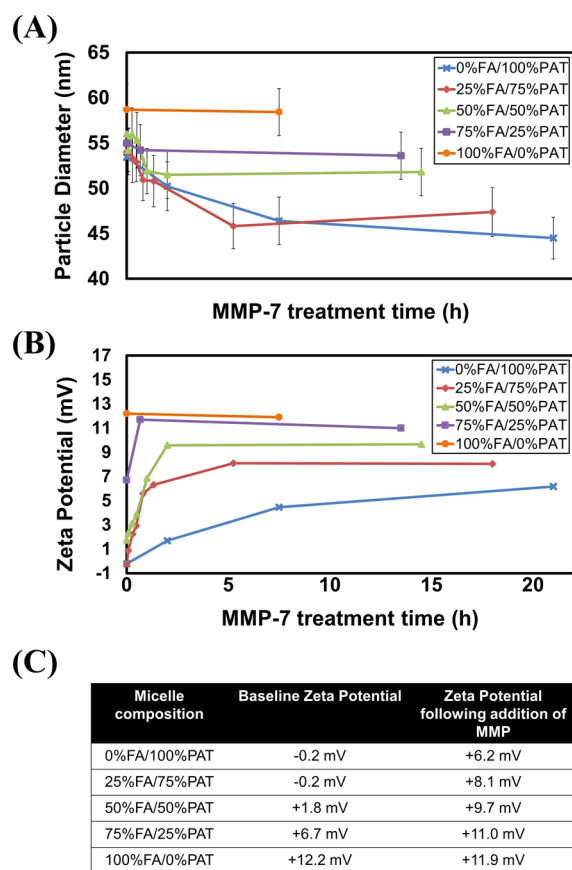 (A)
65
60
55
50
45
40
Particle Diameter (nm)
0%FA/100%PAT
25%FA/75%PAT
50%FA/50%PAT
75%FA/25%PAT
100%FA/0%PAT
MMP-7 treatment time (h)
(B)
17
15
13
11
9
7
5
3
1
-1
Zeta Potential (mV)
0%FA/100%PAT
25%FA/75%PAT
50%FA/50%PAT
75%FA/25%PAT
100%FA/0%PAT
0 5 10 15 20
MMP-7 treatment time (h)
(C)
Micelle composition Baseline Zeta Potential Zeta Potential following addition of MMP
0%FA/100%PAT -0.2 mV +6.2 mV
25%FA/75%PAT -0.2 mV +8.1 mV
50%FA/50%PAT +1.8 mV +9.7 mV
75%FA/25%PAT +6.7 mV +11.0 mV
100%FA/0%PAT +12.2 mV +11.9 mV